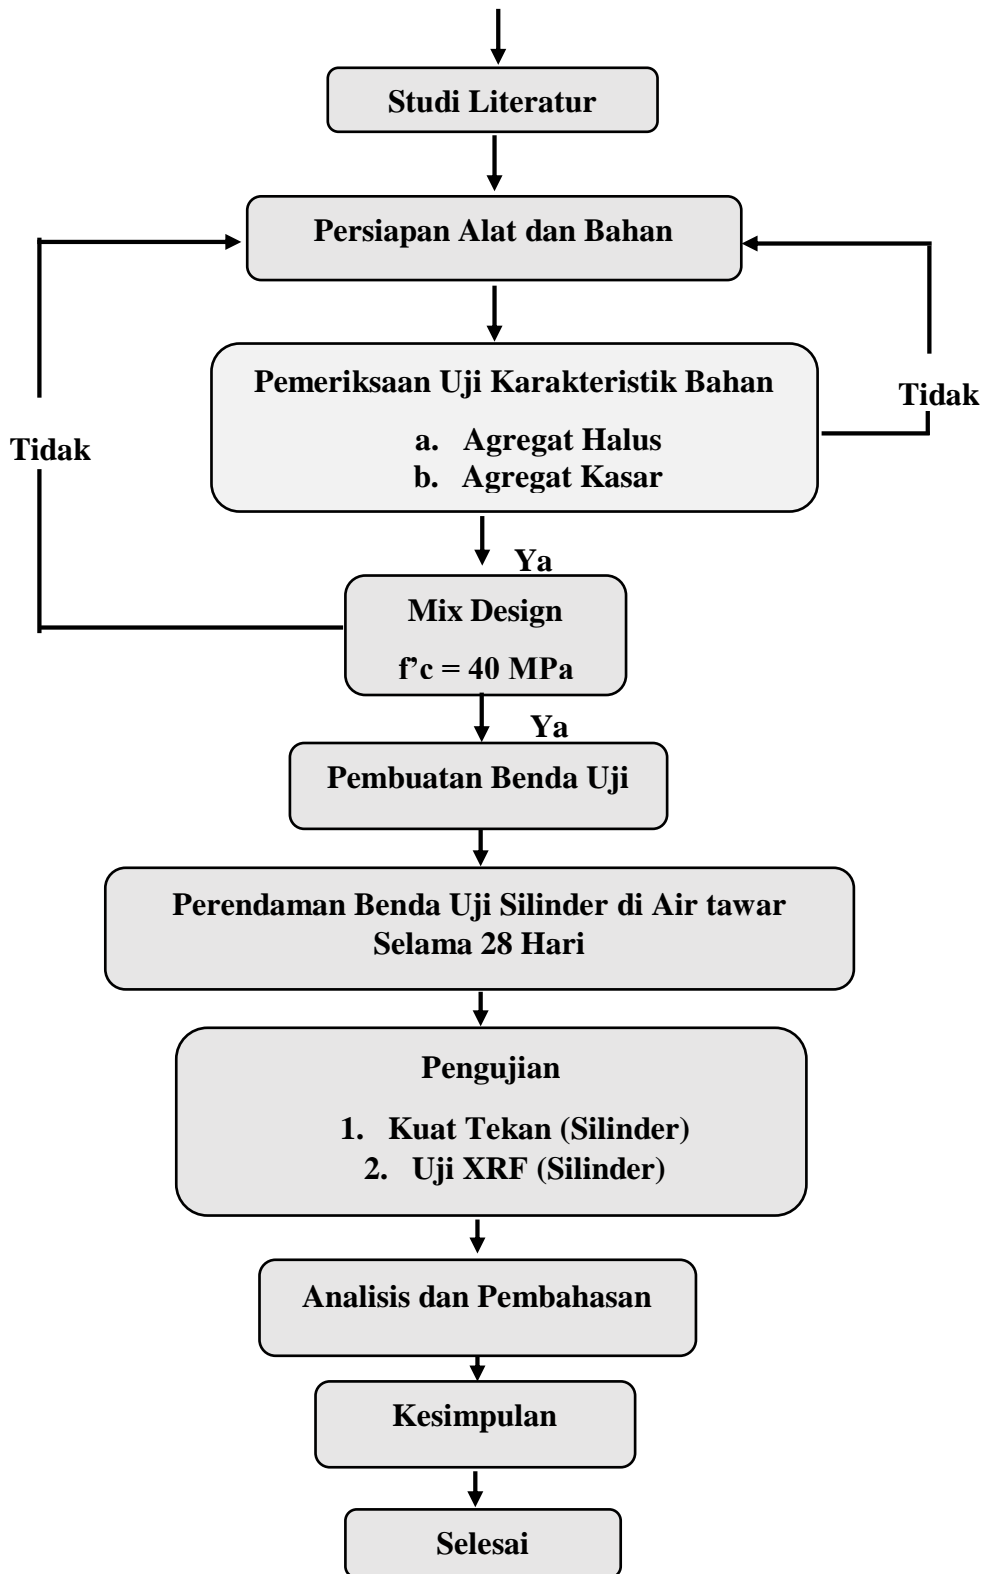 Studi Literatur
Persiapan Alat dan Bahan
Pemeriksaan Uji Karakteristik Bahan
a. Agregat Halus
b. Agregat Kasar
Tidak
Tidak
Ya
Mix Design
f’c = 40 MPa
Ya
Pembuatan Benda Uji
Perendaman Benda Uji Silinder di Air tawar
Selama 28 Hari
Pengujian
1. Kuat Tekan (Silinder)
2. Uji XRF (Silinder)
Analisis dan Pembahasan
Kesimpulan
Selesai